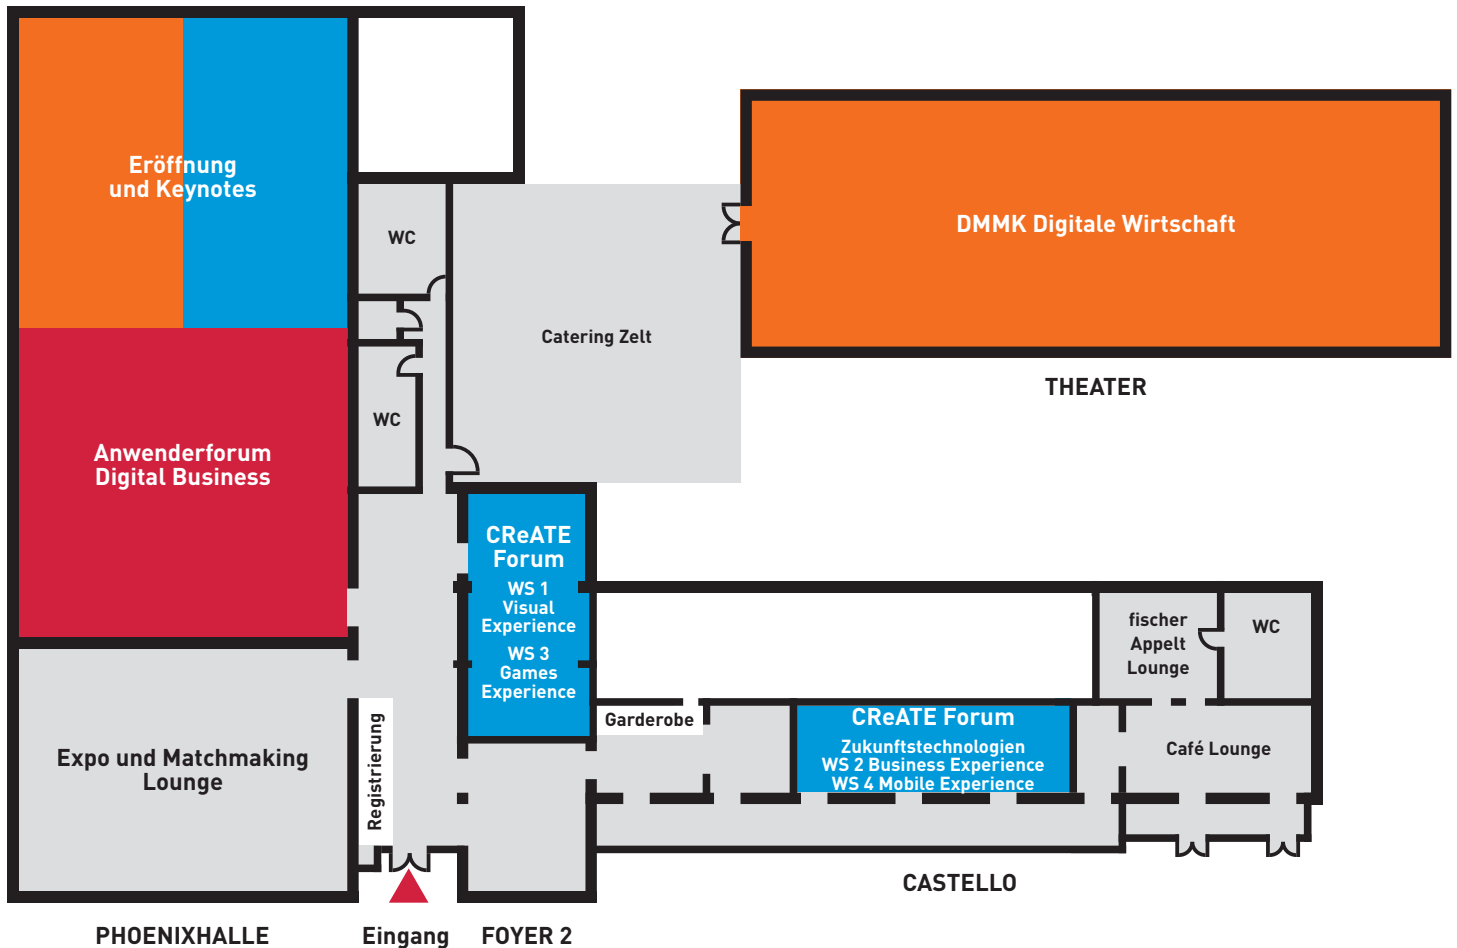 Eröffnung
und Keynotes
WC
DMMK Digitale Wirtschaft
Catering Zelt
THEATER
WC
Anwenderforum
Digital Business
CReATE
Forum
WS 1
Visual
Experience
WS 3
Games
Experience
fischer
Appelt
Lounge
WC
Garderobe
CReATE Forum
Zukunftstechnologien
WS 2 Business Experience
WS 4 Mobile Experience
Café Lounge
Expo und Matchmaking
Lounge
Registrierung
CASTELLO
PHOENIXHALLE
Eingang
FOYER 2